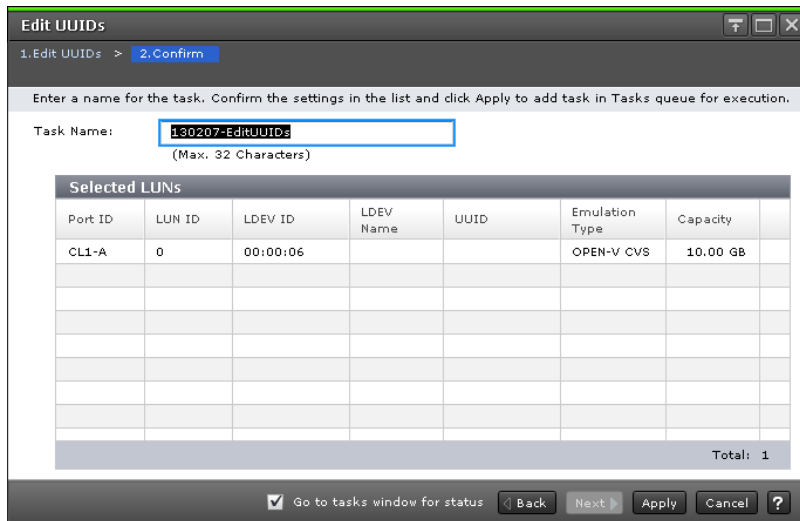 Edit UUIDs
1.Edit UUIDs > 2.Confirm
Enter a name for the task. Confirm the settings in the list and click Apply to add task in Tasks queue for execution.
Task Name: 130207-EditUUIDs
(Max. 32 Characters)
Selected LUNs
Port ID LUN ID LDEV ID LDEV Name UUID Emulation Type Capacity
CL1-A 0 00:00:06 OPEN-V CVS 10.00 GB
Total: 1
Go to tasks window for status Back Next Apply Cancel ?